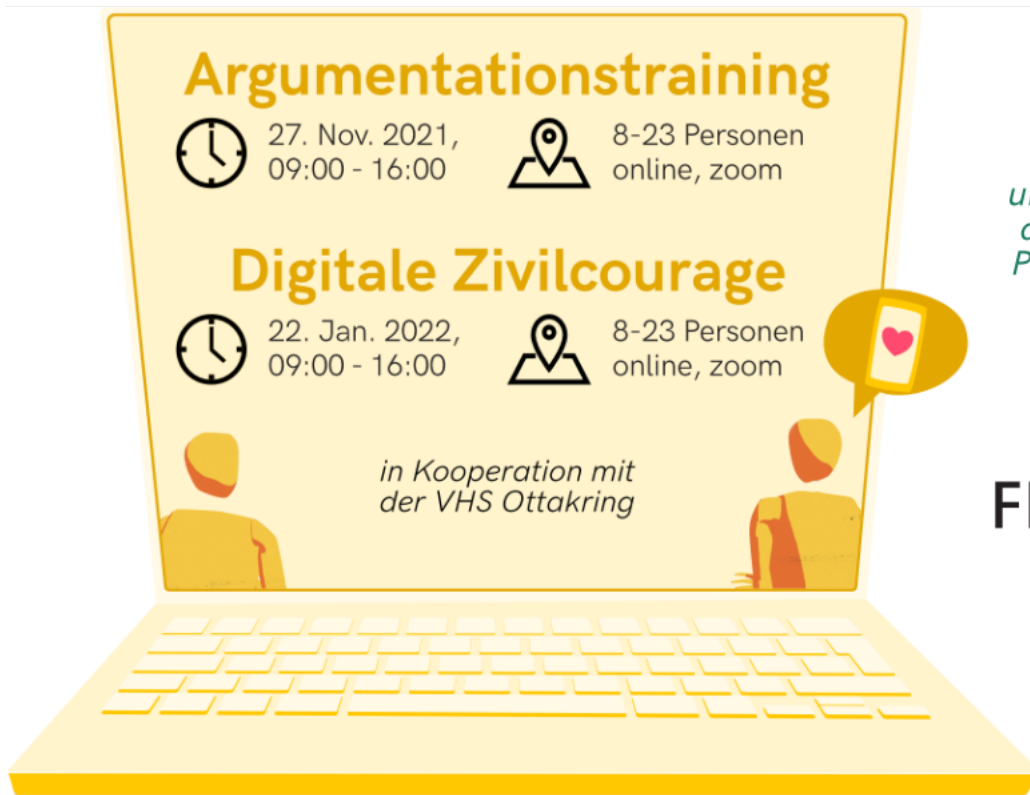 Argumentationstraining
27. Nov. 2021,
09:00 - 16:00
8-23 Personen
online, zoom
Digitale Zivilcourage
22. Jan. 2022,
09:00 - 16:00
8-23 Personen
online, zoom
in Kooperation mit
der VHS Ottakring